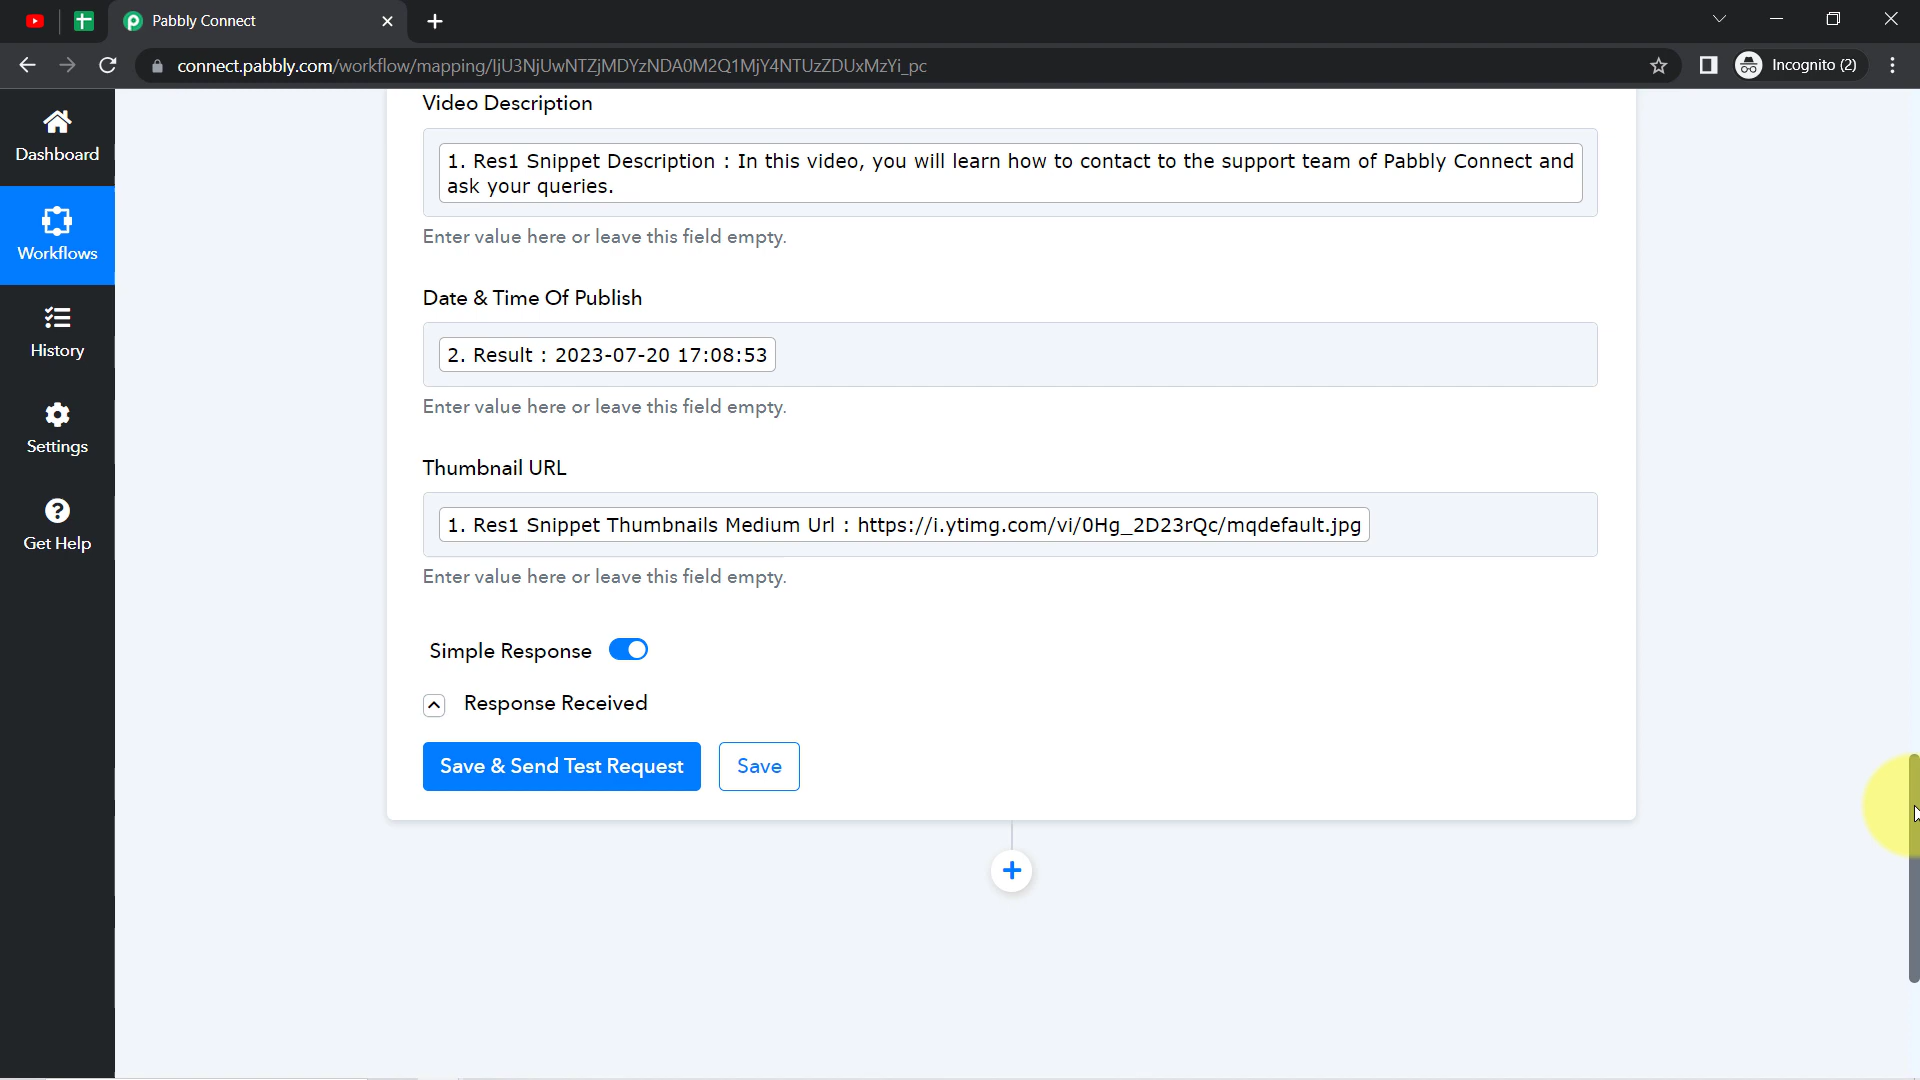 Pabbly Connect
connect.pabbly.com/workflow/mapping/IjU3NjUwNTZjMDYzNDA0M2Q1MjY4NTUzZDUxMzYi_pc
Incognito (2)
Dashboard
Workflows
History
Settings
Get Help
Video Description
1. Res1 Snippet Description : In this video, you will learn how to contact to the support team of Pabbly Connect and
ask your queries.
Enter value here or leave this field empty.
Date & Time Of Publish
2. Result : 2023-07-20 17:08:53
Enter value here or leave this field empty.
Thumbnail URL
1. Res1 Snippet Thumbnails Medium Url : https://i.ytimg.com/vi/0Hg_2D23rQc/mqdefault.jpg
Enter value here or leave this field empty.
Simple Response
Response Received
Save & Send Test Request
Save